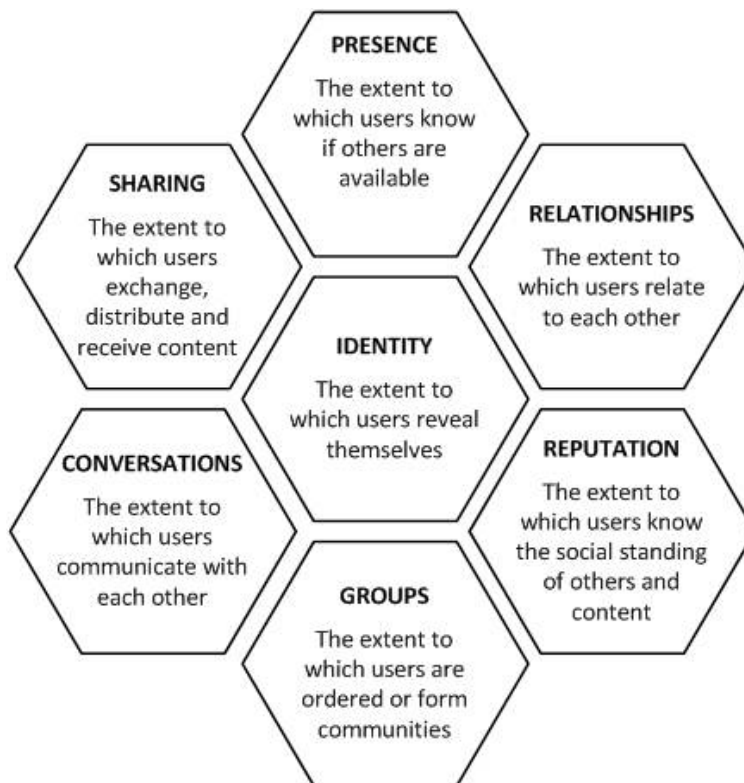 PRESENCE
The extent to
which users know
if others are
available
SHARING
The extent to
which users
exchange,
distribute and
receive content
RELATIONSHIPS
The extent to
which users relate
to each other
IDENTITY
The extent to
which users reveal
themselves
CONVERSATIONS
The extent to
which users
communicate with
each other
REPUTATION
The extent to
which users know
the social standing
of others and
content
GROUPS
The extent to
which users are
ordered or form
communities